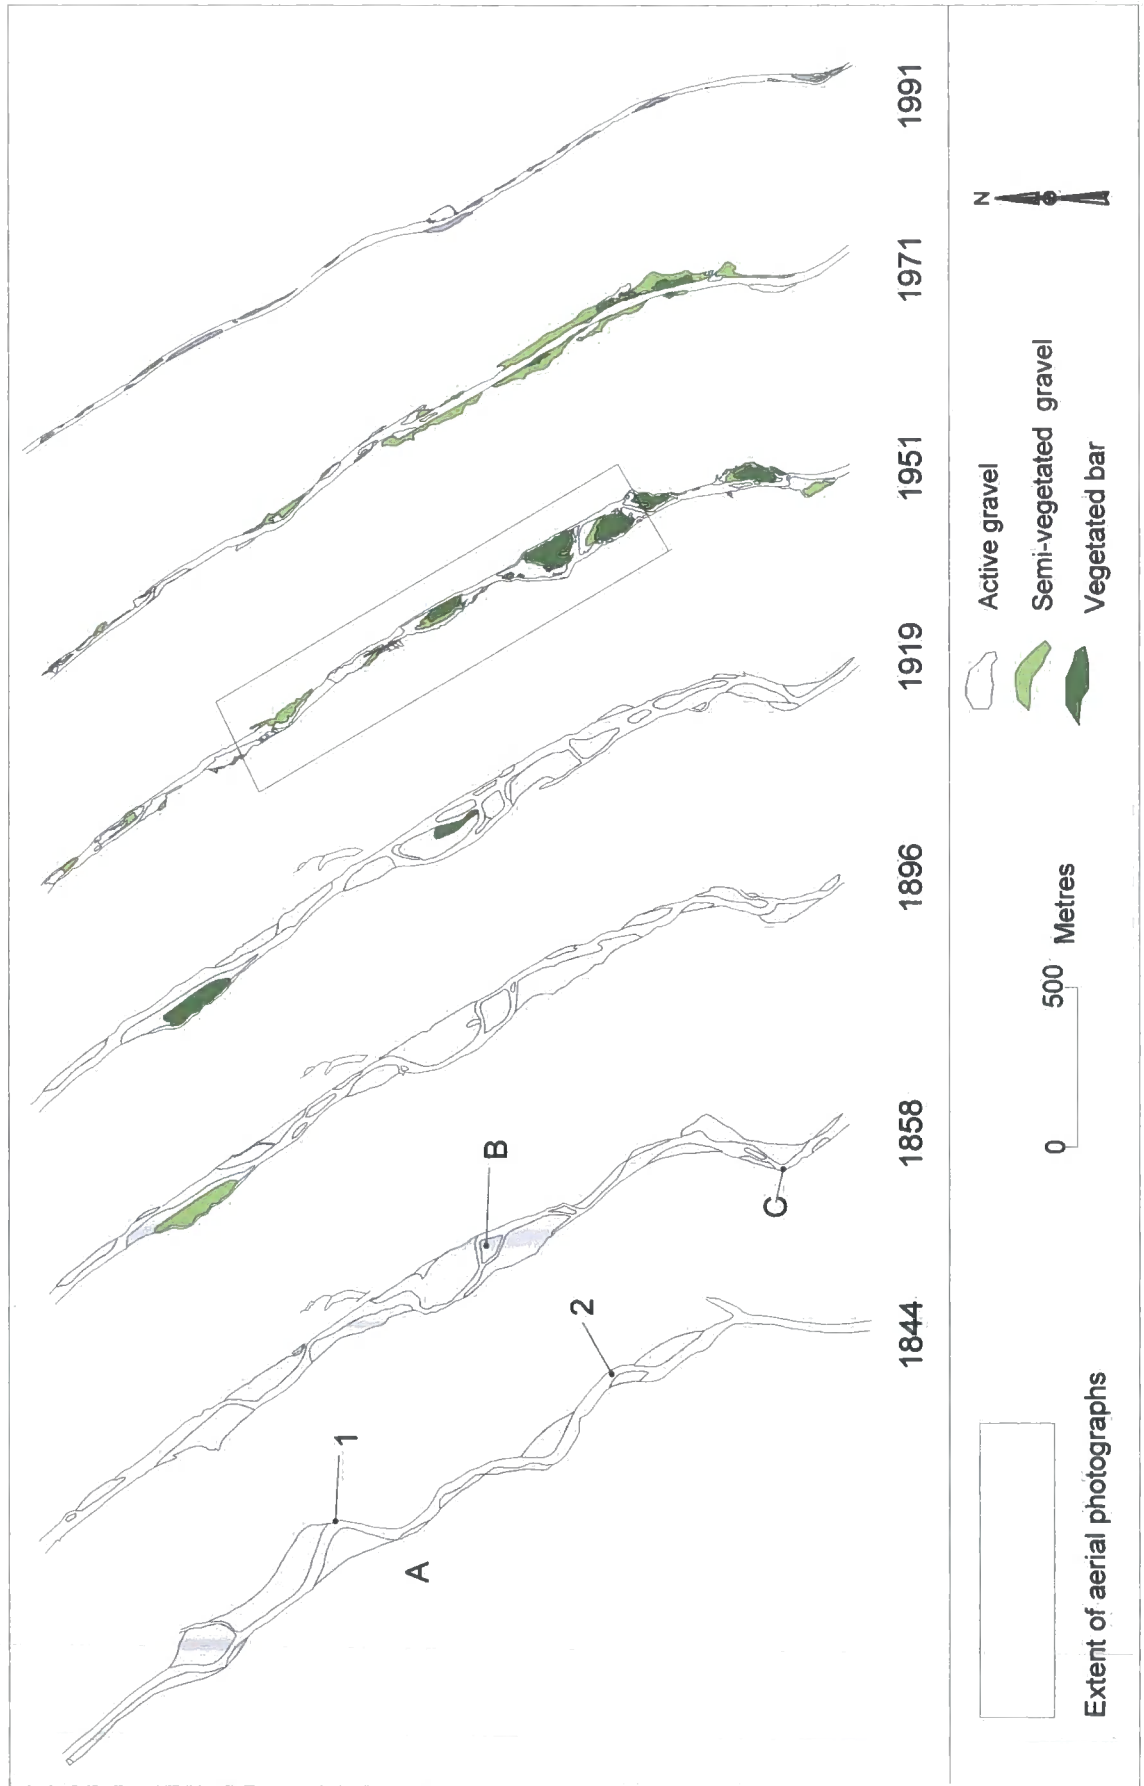 1844
1858
1896
1919
1951
1971
1991
A
1
2
B
C
Extent of aerial photographs
0
500
Metres
Active gravel
Semi-vegetated gravel
Vegetated bar
N